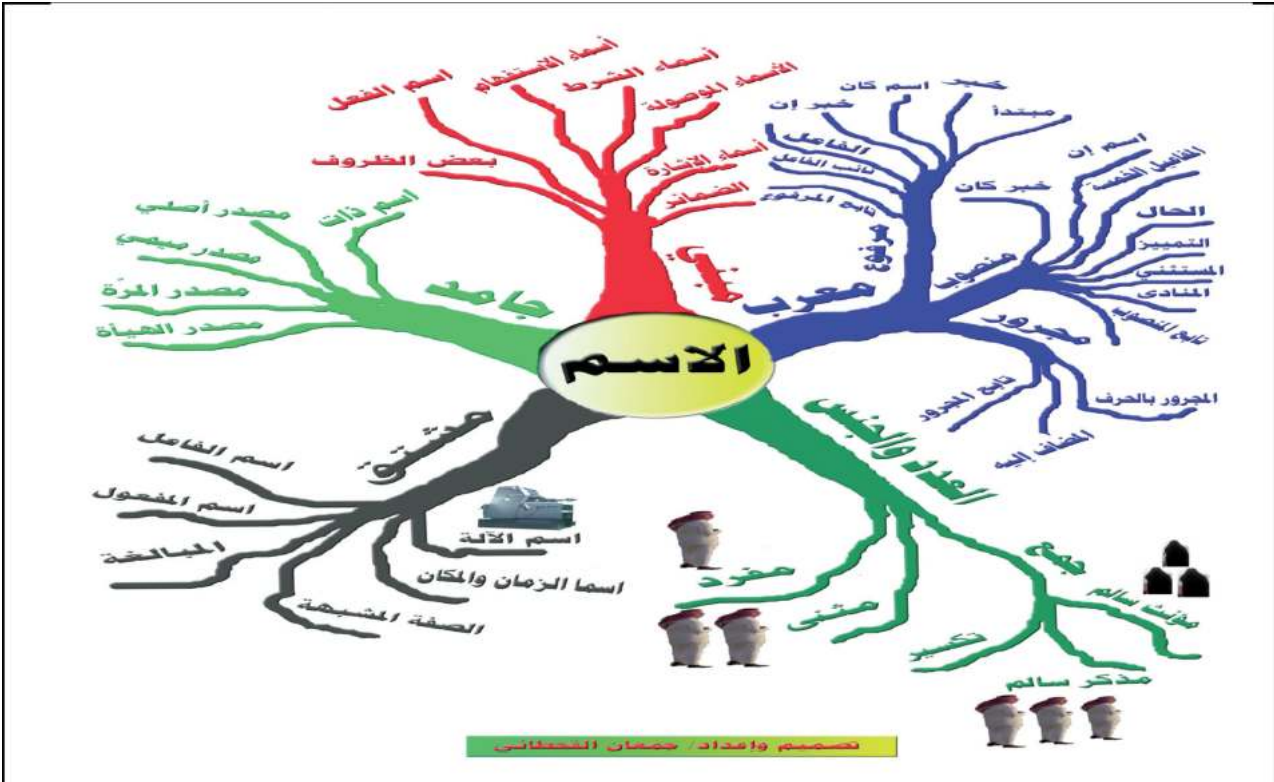 الاسم
مبني
اسم الفعل
أسماء الاستفهام
أسماء الشرط
الأسماء الموصولة
بعض الظروف
أسماء الإشارة
الضمائر
معرب
مرفوع
خبر
مبتدأ
اسم كان
خبر إن
الفاعل
نائب الفاعل
تابع المرفوع
منصوب
خبر كان
اسم إن
المفاعيل الخمسة
الحال
التمييز
المستثنى
المنادى
تابع المنصوب
مجرور
المجرور بالحرف
المضاف إليه
تابع المجرور
العدد والجنس
مفرد
مثنى
جمع
مؤنث سالم
تكسير
مذكر سالم
مشتق
اسم الفاعل
اسم المفعول
المبالغة
الصفة المشبهة
اسما الزمان والمكان
اسم الآلة
جامد
اسم ذات
مصدر أصلي
مصدر ميمي
مصدر المرّة
مصدر الهيأة
تصميم وإعداد/ جمعان القحطاني